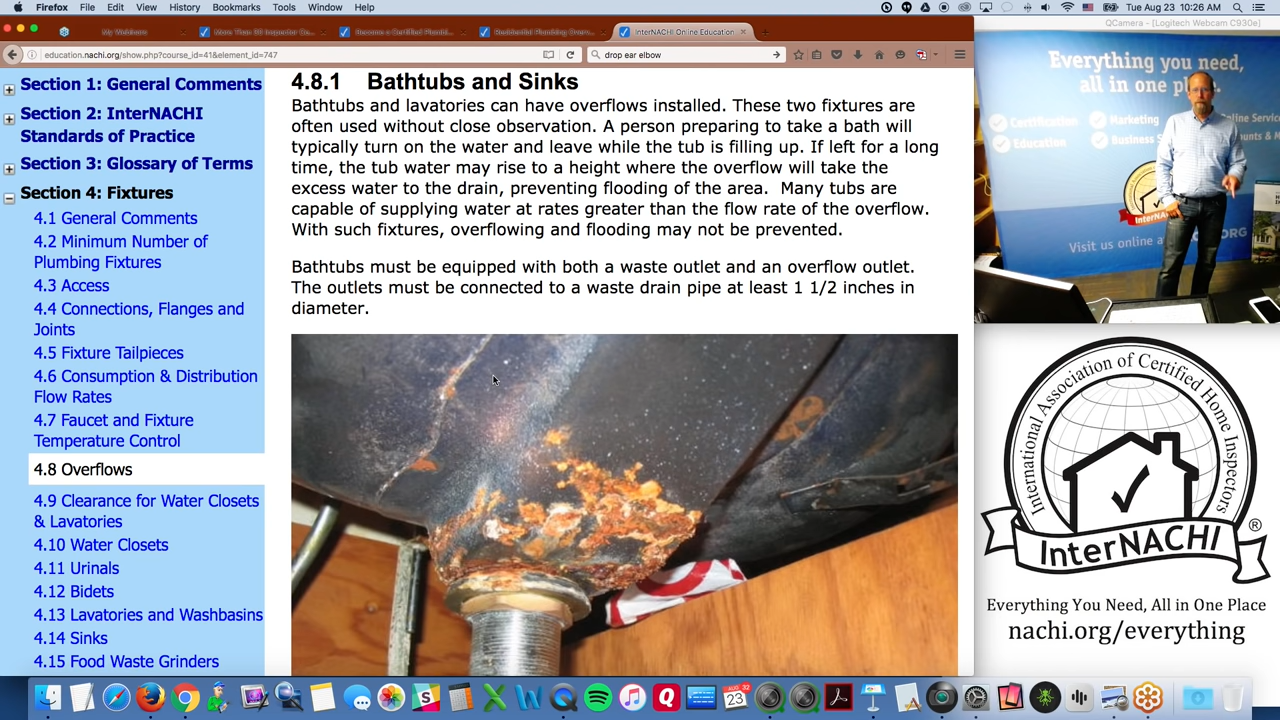 Firefox File Edit View History Bookmarks Tools Window Help
Tue Aug 23 10:26 AM
QCamera — [Logitech Webcam C930e]
My Webinars
InterNACHI Online Education
education.nachi.org/show.php?course_id=41&element_id=747
drop ear elbow
Section 1: General Comments
Section 2: InterNACHI
Standards of Practice
Section 3: Glossary of Terms
Section 4: Fixtures
4.1 General Comments
4.2 Minimum Number of
Plumbing Fixtures
4.3 Access
4.4 Connections, Flanges and
Joints
4.5 Fixture Tailpieces
4.6 Consumption & Distribution
Flow Rates
4.7 Faucet and Fixture
Temperature Control
4.8 Overflows
4.9 Clearance for Water Closets
& Lavatories
4.10 Water Closets
4.11 Urinals
4.12 Bidets
4.13 Lavatories and Washbasins
4.14 Sinks
4.15 Food Waste Grinders
4.8.1 Bathtubs and Sinks
Bathtubs and lavatories can have overflows installed. These two fixtures are
often used without close observation. A person preparing to take a bath will
typically turn on the water and leave while the tub is filling up. If left for a long
time, the tub water may rise to a height where the overflow will take the
excess water to the drain, preventing flooding of the area. Many tubs are
capable of supplying water at rates greater than the flow rate of the overflow.
With such fixtures, overflowing and flooding may not be prevented.
Bathtubs must be equipped with both a waste outlet and an overflow outlet.
The outlets must be connected to a waste drain pipe at least 1 1/2 inches in
diameter.
Everything you need,
all in one place.
Certification
Marketing
Education
Business
Visit us online at
International Association of Certified Home Inspectors
InterNACHI ®
Everything You Need, All in One Place
nachi.org/everything